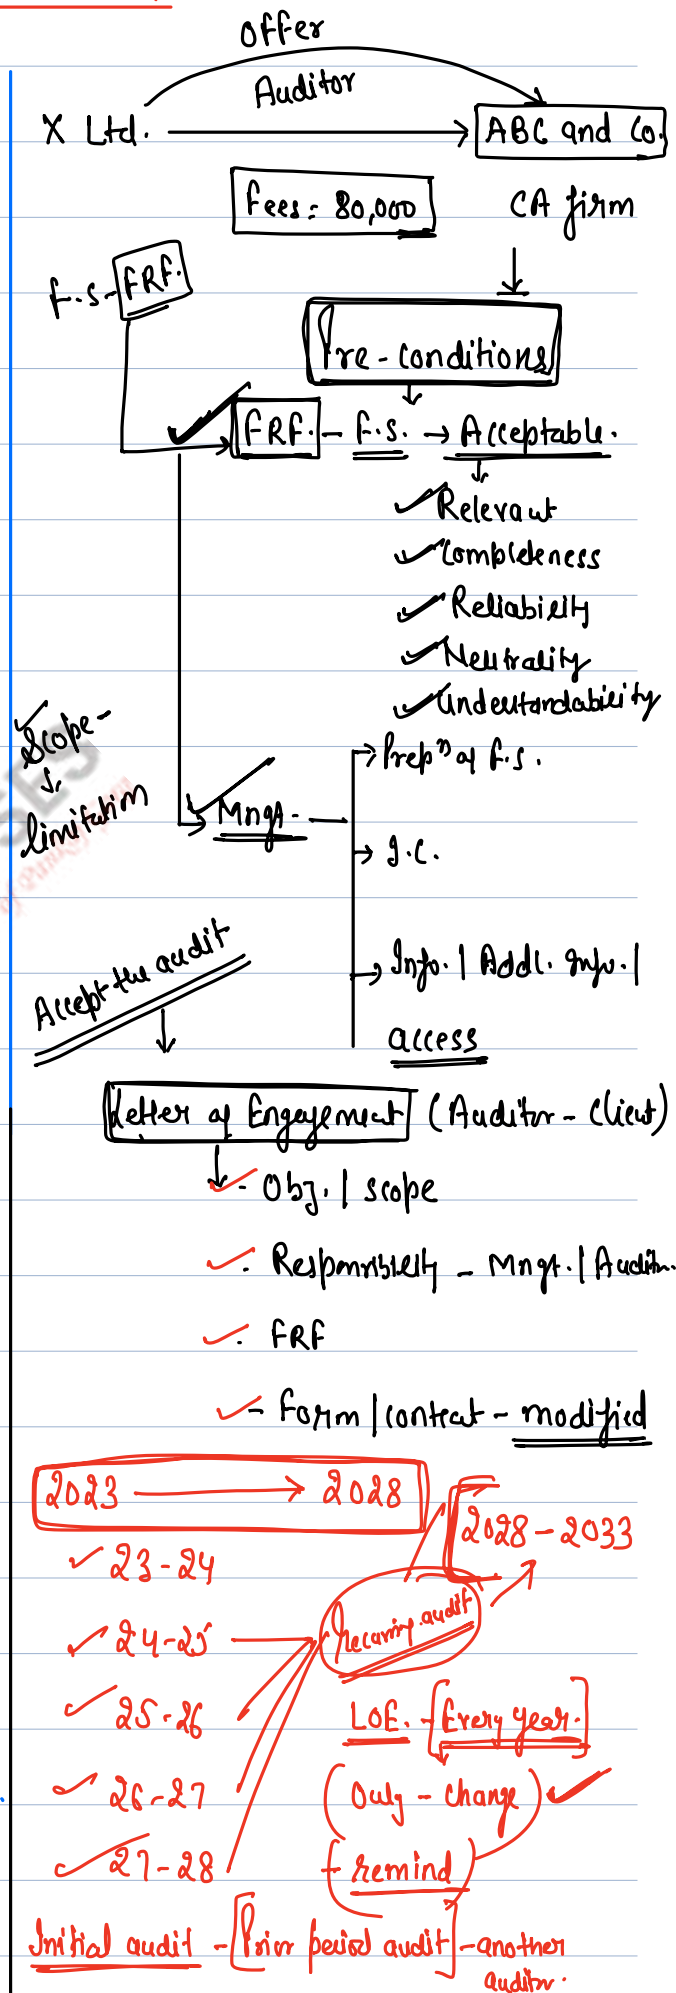 Offer
Auditor
X Ltd.
ABC and Co.
Fees = 80,000
CA firm
F.S - FRF.
Pre-conditions
FRF. - F.S. → Acceptable.
Relevant
Completeness
Reliability
Neutrality
Understandability
Scope-
limitation
Prepⁿ of F.S.
Mngt -
I.C.
Info. | Addl. Info. |
access
Accept the audit
Letter of Engagement (Auditor - Client)
- Obj. | scope
- Responsibility - Mngt. | Auditor.
- FRF
- Form | content - modified
2023 → 2028
2028-2033
23-24
24-25
Recurring audit
25-26
LOE. - [Every year.]
26-27
(Only - change)
27-28
- remind
Initial audit - [Prior period audit] - another
auditor.